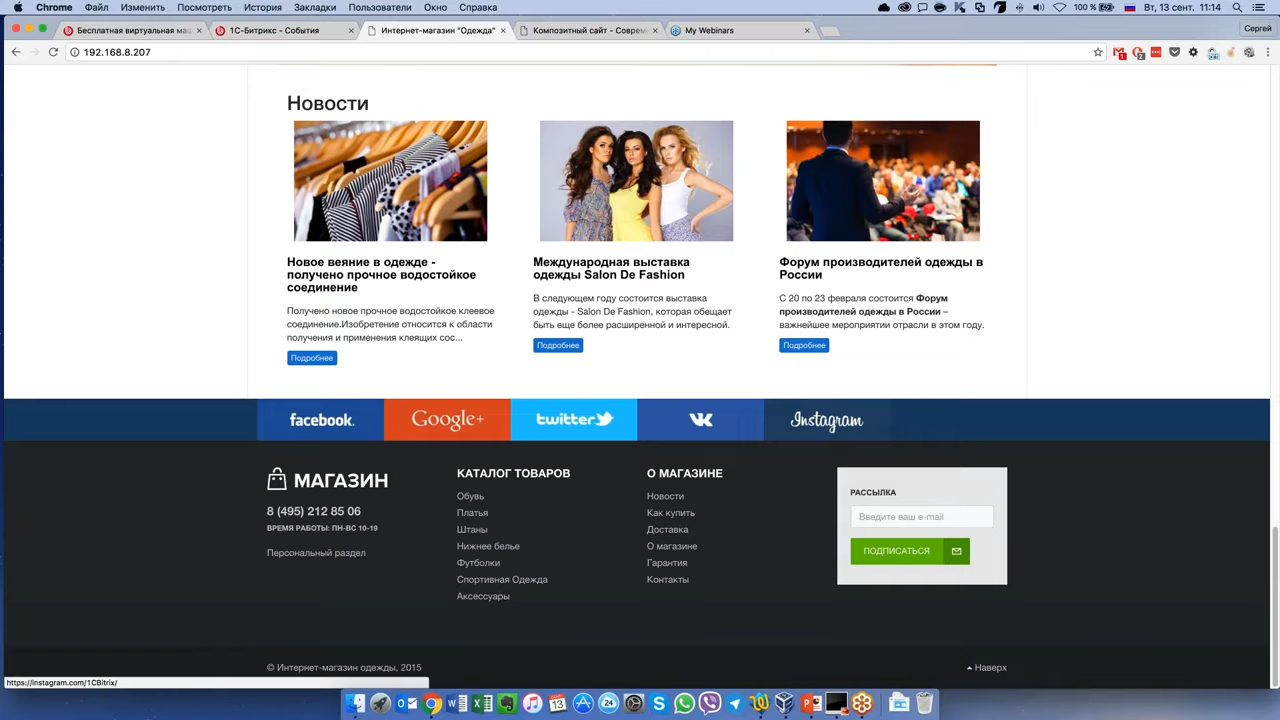 Chrome Файл Изменить Посмотреть История Закладки Пользователи Окно Справка 100 % Вт, 13 сент. 11:14
Бесплатная виртуальная маш 1С-Битрикс - События Интернет-магазин "Одежда" Композитный сайт - Соврем My Webinars Сергей
192.168.8.207
Новости
Новое веяние в одежде -
получено прочное водостойкое
соединение
Получено новое прочное водостойкое клеевое
соединение.Изобретение относится к области
получения и применения клеящих сос...
Подробнее
Международная выставка
одежды Salon De Fashion
В следующем году состоится выставка
одежды - Salon De Fashion, которая обещает
быть еще более расширенной и интересной.
Подробнее
Форум производителей одежды в
России
С 20 по 23 февраля состоится Форум
производителей одежды в России –
важнейшее мероприятии отрасли в этом году.
Подробнее
facebook. Google+ twitter VK Instagram
МАГАЗИН
8 (495) 212 85 06
ВРЕМЯ РАБОТЫ: ПН-ВС 10-19
Персональный раздел
КАТАЛОГ ТОВАРОВ
Обувь
Платья
Штаны
Нижнее белье
Футболки
Спортивная Одежда
Аксессуары
О МАГАЗИНЕ
Новости
Как купить
Доставка
О магазине
Гарантия
Контакты
РАССЫЛКА
Введите ваш e-mail
ПОДПИСАТЬСЯ
© Интернет-магазин одежды, 2015
Наверх
https://instagram.com/1CBitrix/